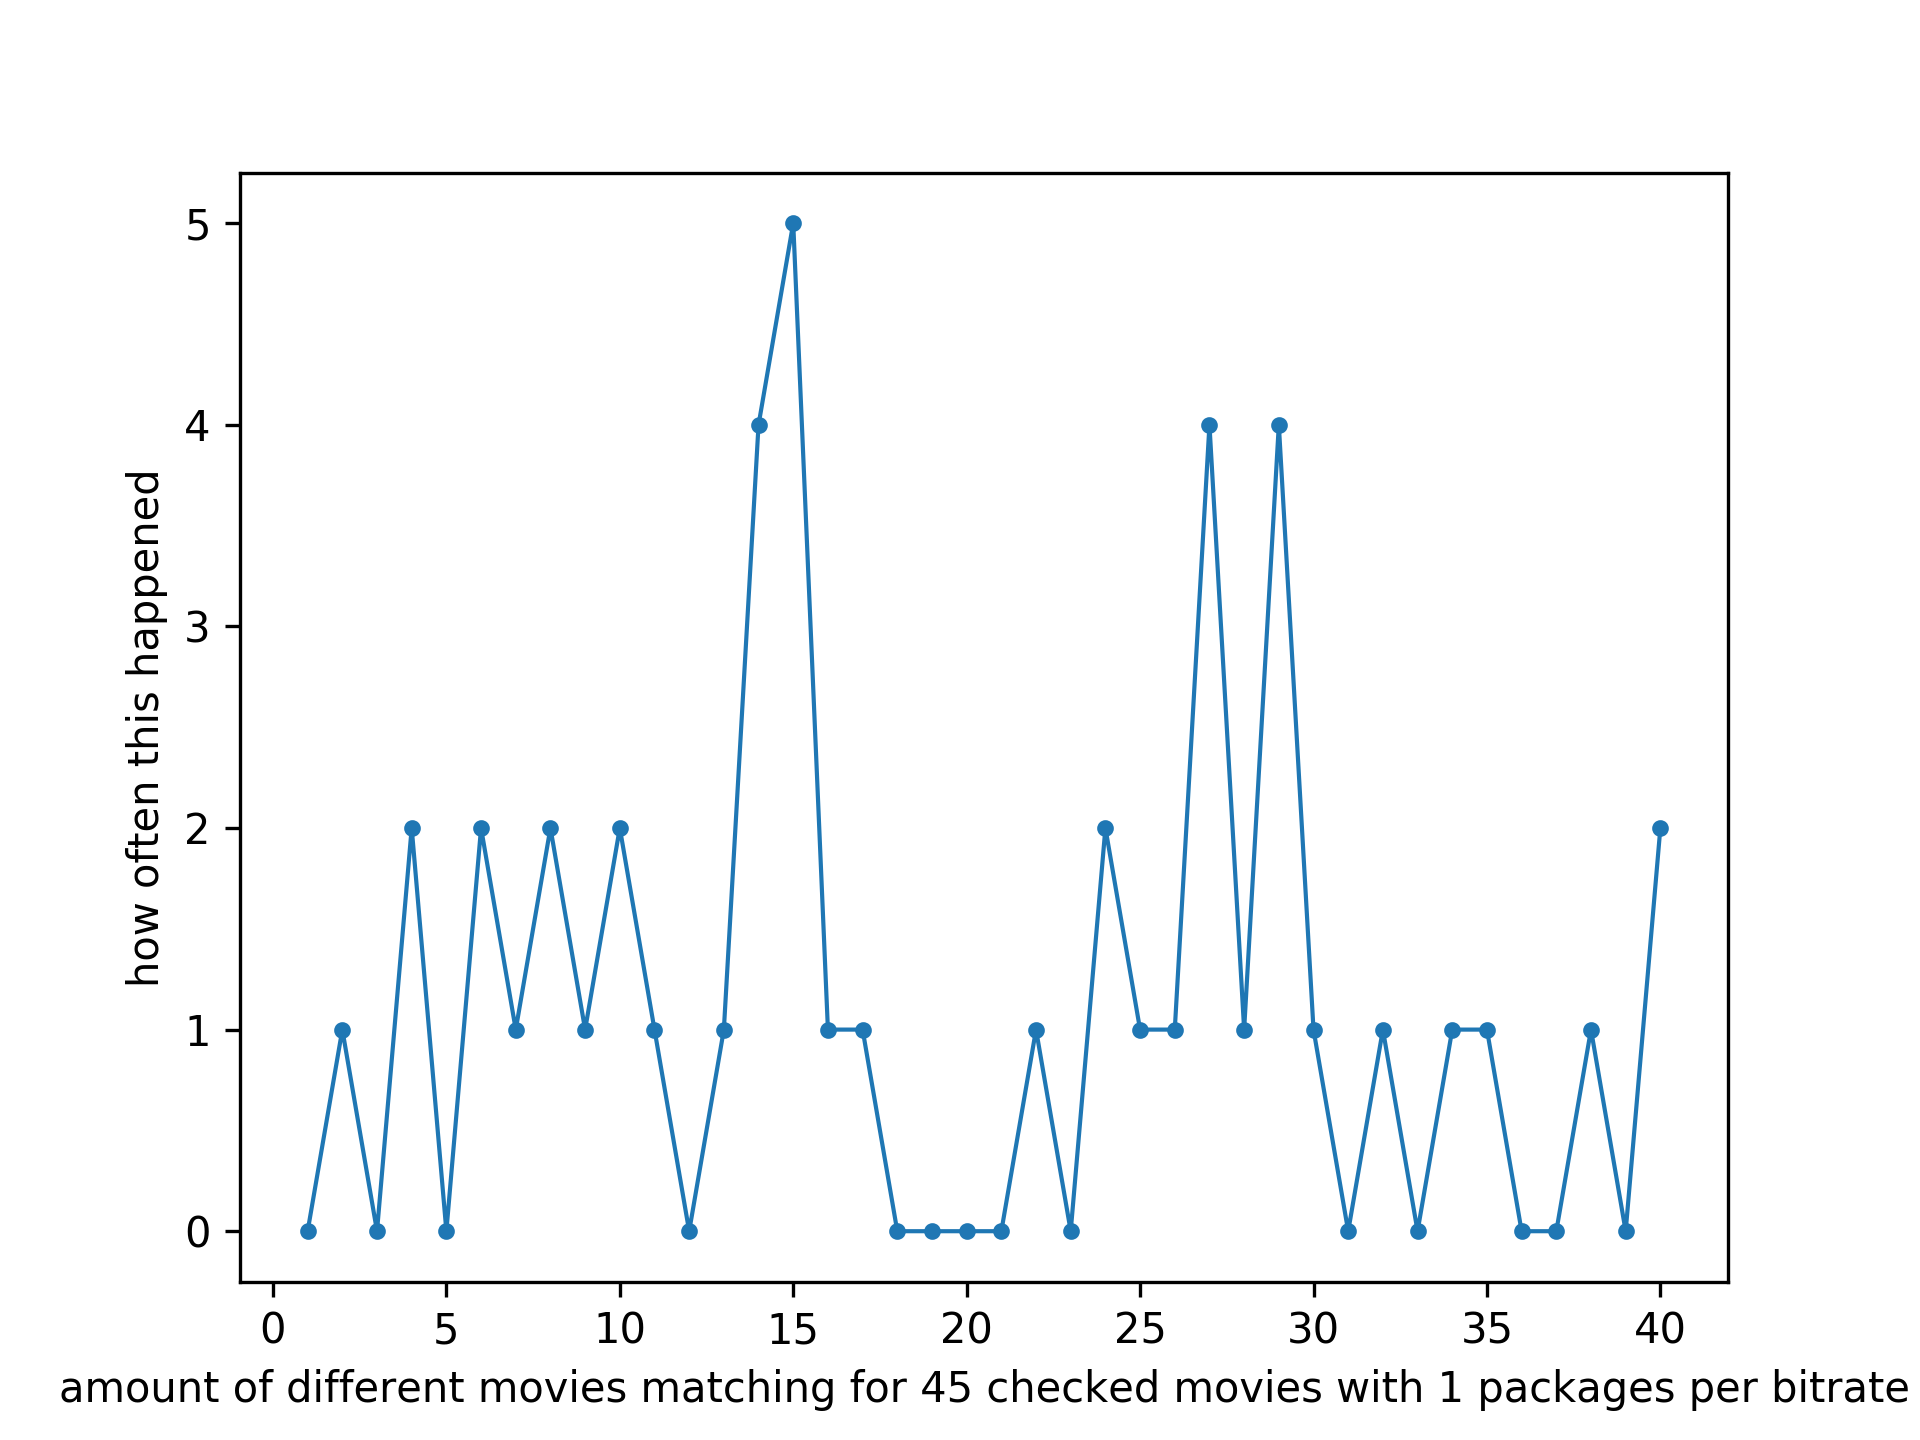 how often this happened
5
4
3
2
1
0
0 5 10 15 20 25 30 35 40
amount of different movies matching for 45 checked movies with 1 packages per bitrate